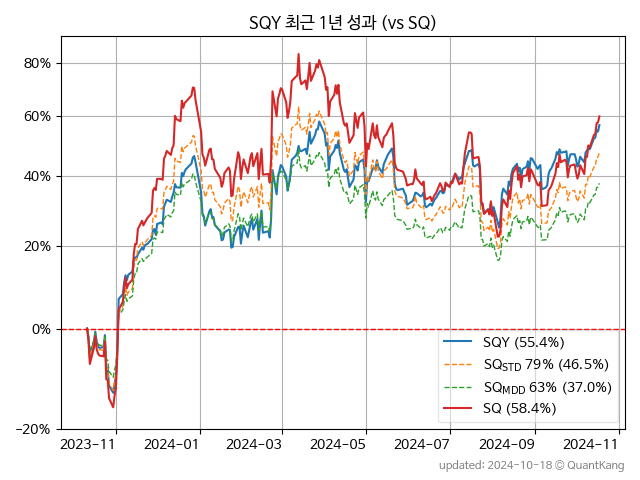 SQY 최근 1년 성과 (vs SQ)
80%
60%
40%
20%
0%
−20%
2023-11
2024-01
2024-03
2024-05
2024-07
2024-09
2024-11
SQY (55.4%)
SQSTD 79% (46.5%)
SQMDD 63% (37.0%)
SQ (58.4%)
updated: 2024-10-18 © QuantKang